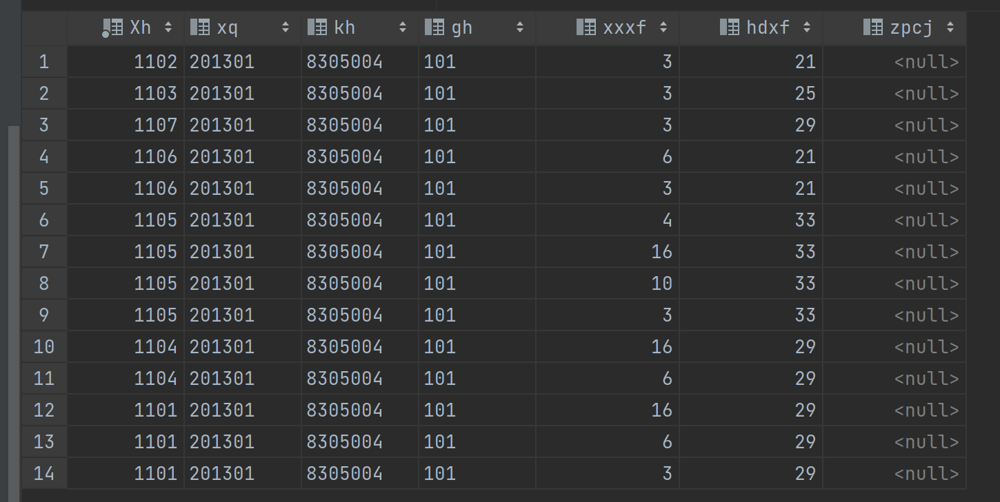 Xh xq kh gh xxxf hdxf zpcj
1 1102 201301 8305004 101 3 21 <null>
2 1103 201301 8305004 101 3 25 <null>
3 1107 201301 8305004 101 3 29 <null>
4 1106 201301 8305004 101 6 21 <null>
5 1106 201301 8305004 101 3 21 <null>
6 1105 201301 8305004 101 4 33 <null>
7 1105 201301 8305004 101 16 33 <null>
8 1105 201301 8305004 101 10 33 <null>
9 1105 201301 8305004 101 3 33 <null>
10 1104 201301 8305004 101 16 29 <null>
11 1104 201301 8305004 101 6 29 <null>
12 1101 201301 8305004 101 16 29 <null>
13 1101 201301 8305004 101 6 29 <null>
14 1101 201301 8305004 101 3 29 <null>